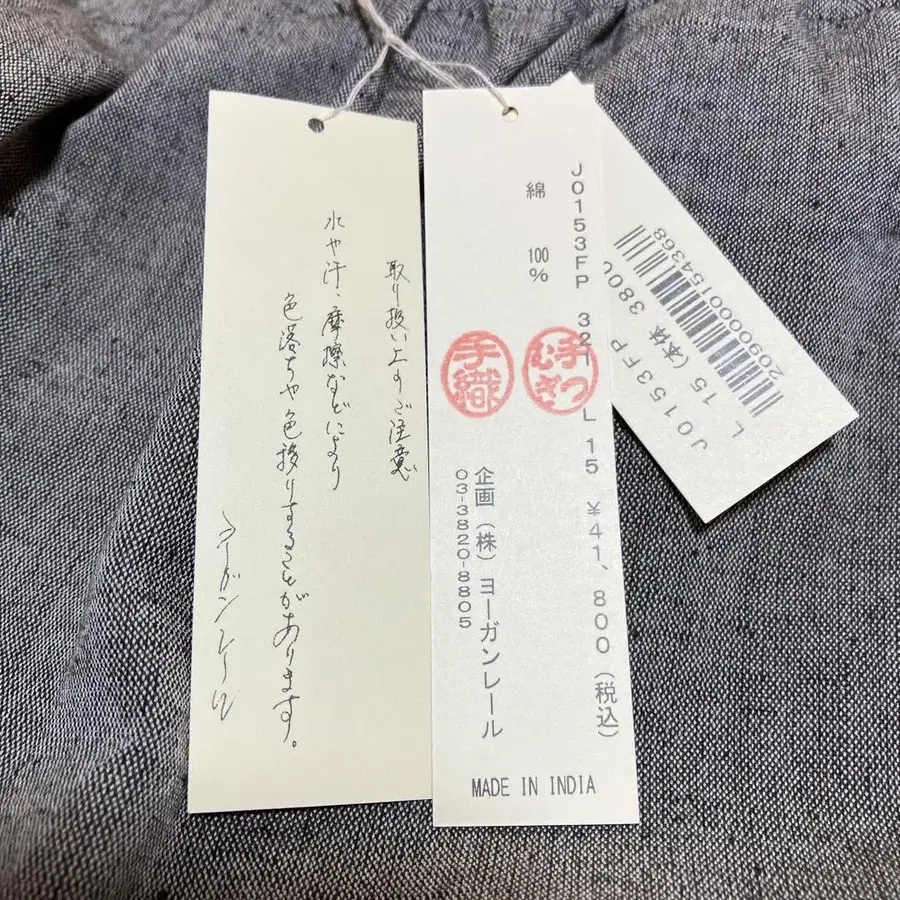 取り扱い上のご注意
水や汗、摩擦などにより
色落ちや色移りすることがあります。
ヨーガンレール
J0153FP 321 L 15 ¥41,800(税込)
綿 100%
手つむぎ
手織
企画(株)ヨーガンレール
03-3820-8805
MADE IN INDIA
2090000154368
J0153FP 3800
L 15 (本体